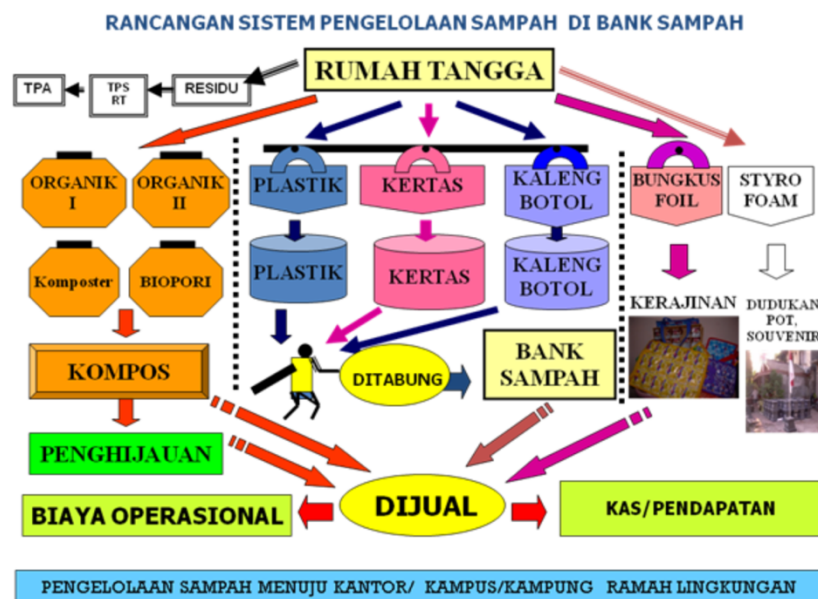 RANCANGAN SISTEM PENGELOLAAN SAMPAH DI BANK SAMPAH
RUMAH TANGGA
TPA
TPS
RT
RESIDU
ORGANIK
I
ORGANIK
II
PLASTIK
KERTAS
KALENG
BOTOL
BUNGKUS
FOIL
STYRO
FOAM
Komposter
BIOPORI
PLASTIK
KERTAS
KALENG
BOTOL
KERAJINAN
DUDUKAN
POT,
SOUVENIR
KOMPOS
DITABUNG
BANK
SAMPAH
PENGHIJAUAN
BIAYA OPERASIONAL
DIJUAL
KAS/PENDAPATAN
PENGELOLAAN SAMPAH MENUJU KANTOR/ KAMPUS/KAMPUNG RAMAH LINGKUNGAN